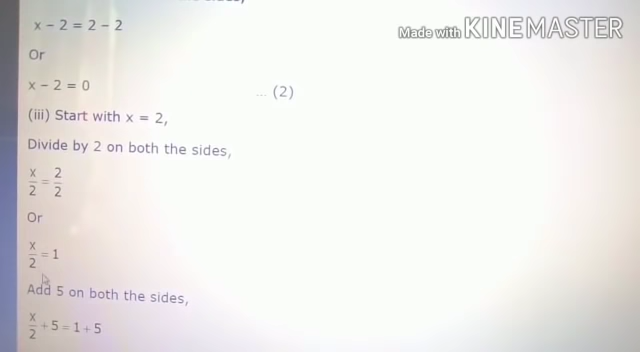 Made with KINEMASTER
x − 2 = 2 − 2
Or
x − 2 = 0 ... (2)
(iii) Start with x = 2,
Divide by 2 on both the sides,
x/2 = 2/2
Or
x/2 = 1
Add 5 on both the sides,
x/2 + 5 = 1 + 5